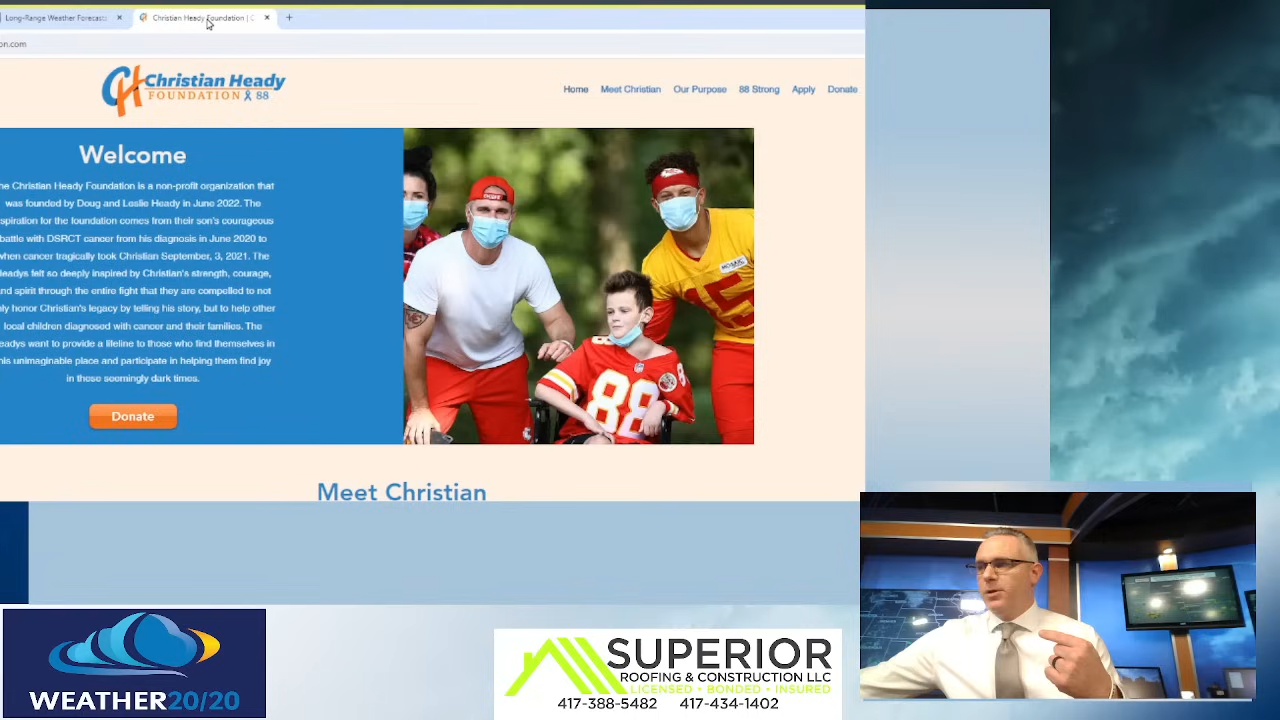 Long-Range Weather Forecasts
Christian Heady Foundation | C
on.com
Christian Heady
FOUNDATION 88
Home Meet Christian Our Purpose 88 Strong Apply Donate
Welcome
he Christian Heady Foundation is a non-profit organization that
was founded by Doug and Leslie Heady in June 2022. The
spiration for the foundation comes from their son's courageous
battle with DSRCT cancer from his diagnosis in June 2020 to
when cancer tragically took Christian September, 3, 2021. The
eadys felt so deeply inspired by Christian's strength, courage,
and spirit through the entire fight that they are compelled to not
ly honor Christian's legacy by telling his story, but to help other
local children diagnosed with cancer and their families. The
eadys want to provide a lifeline to those who find themselves in
his unimaginable place and participate in helping them find joy
in these seemingly dark times.
Donate
MOSAIC
15
88
8
Meet Christian
WEATHER20/20
SUPERIOR
ROOFING & CONSTRUCTION LLC
LICENSED • BONDED • INSURED
417-388-5482 417-434-1402